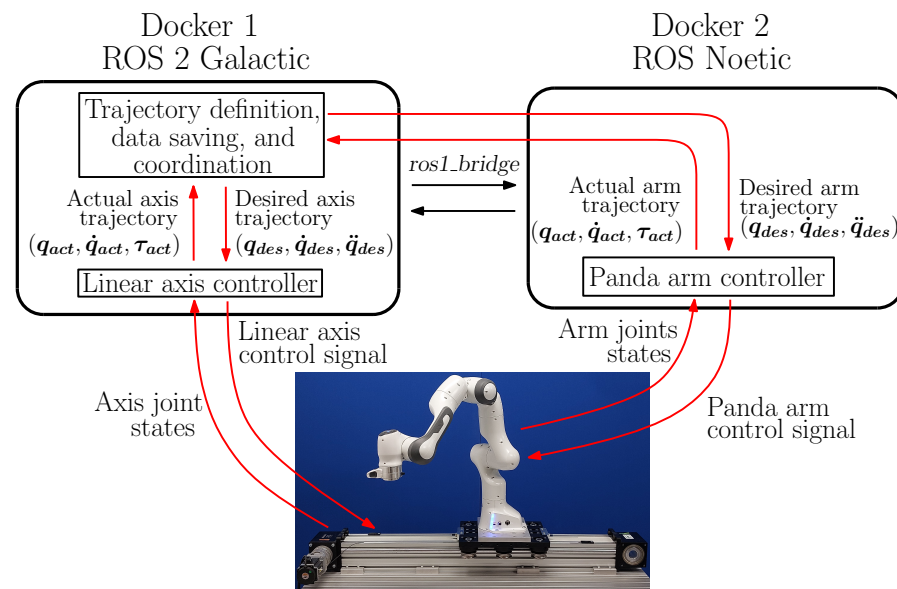 Docker 1
ROS 2 Galactic
Trajectory definition,
data saving, and
coordination
Actual axis
trajectory
(q_act, q̇_act, τ_act)
Desired axis
trajectory
(q_des, q̇_des, q̈_des)
Linear axis controller
ros1_bridge
Docker 2
ROS Noetic
Actual arm
trajectory
(q_act, q̇_act, τ_act)
Desired arm
trajectory
(q_des, q̇_des, q̈_des)
Panda arm controller
Linear axis
control signal
Axis joint
states
Arm joints
states
Panda arm
control signal